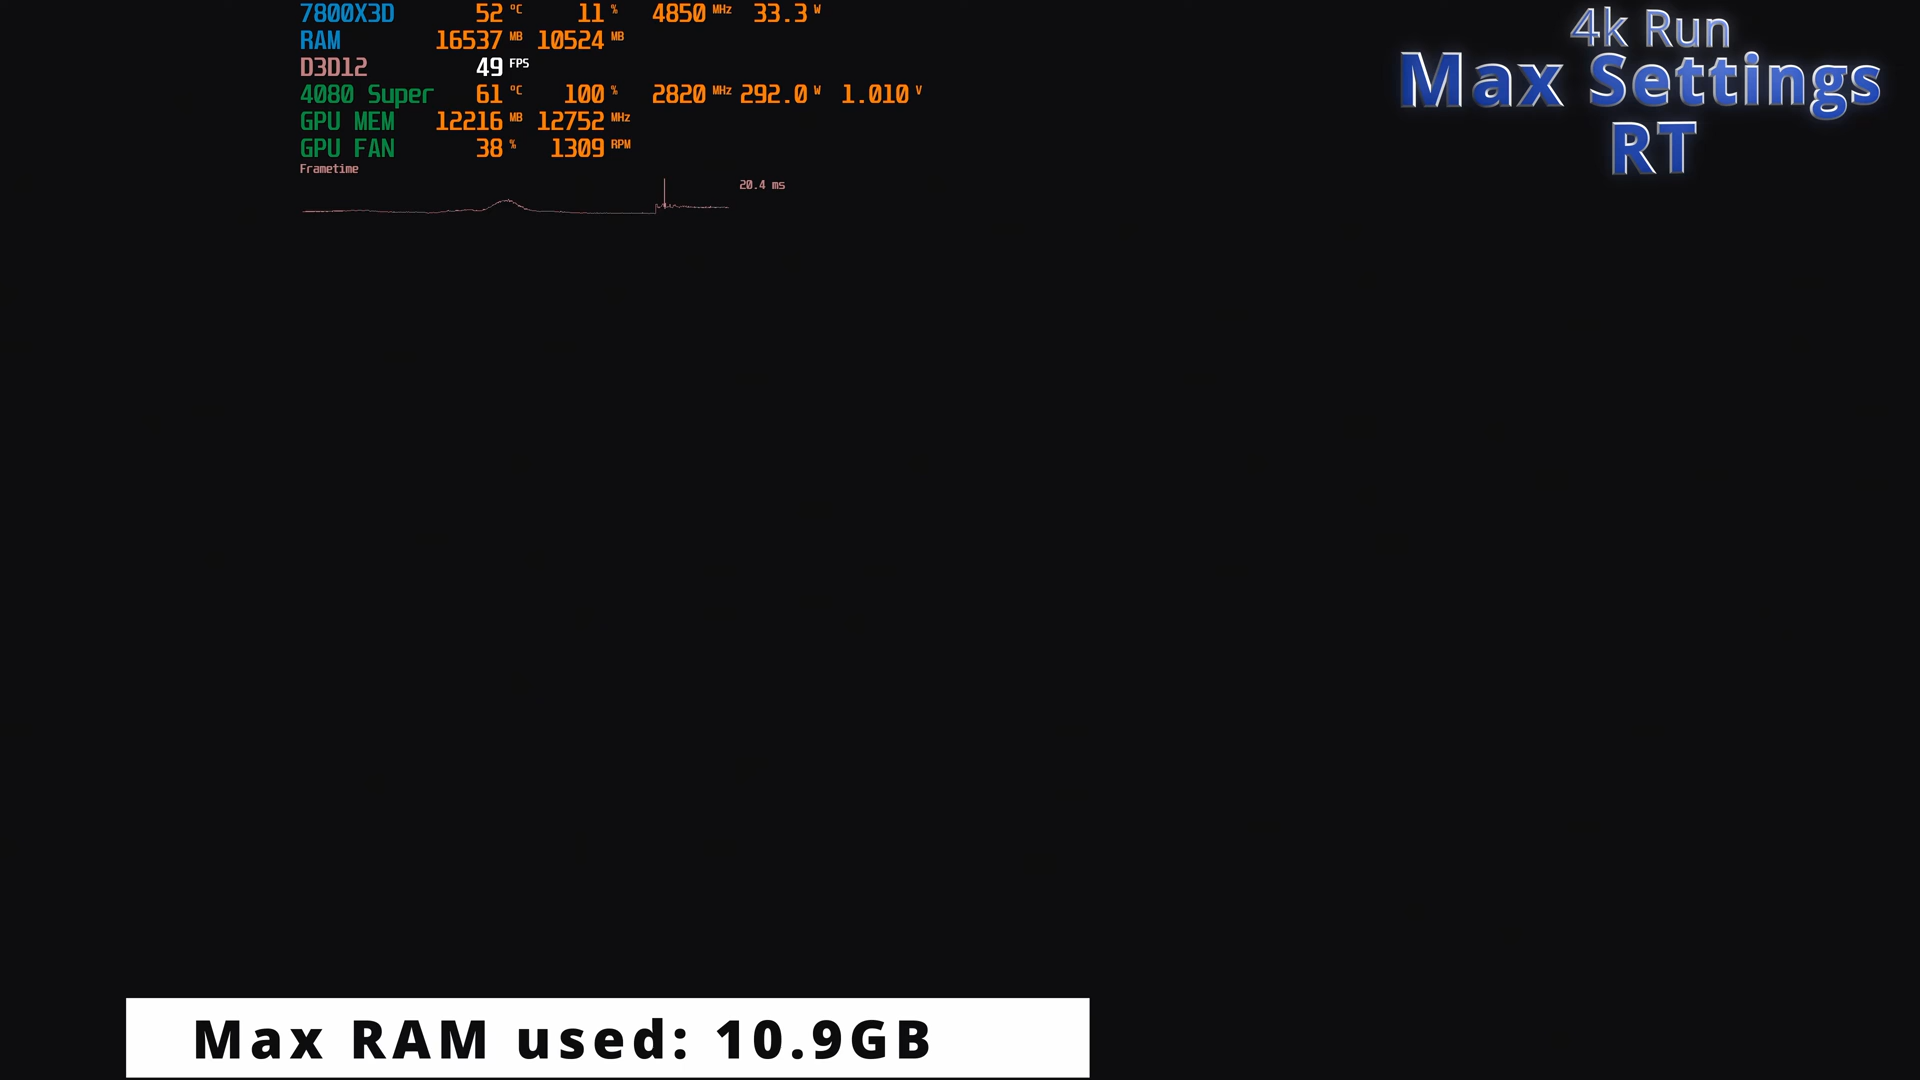 7800X3D 52 °C 11 % 4850 MHz 33.3 W
RAM 16537 MB 10524 MB
D3D12 49 FPS
4080 Super 61 °C 100 % 2820 MHz 292.0 W 1.010 V
GPU MEM 12216 MB 12752 MHz
GPU FAN 38 % 1309 RPM
Frametime
20.4 ms
4k Run
Max Settings
RT
Max RAM used: 10.9GB